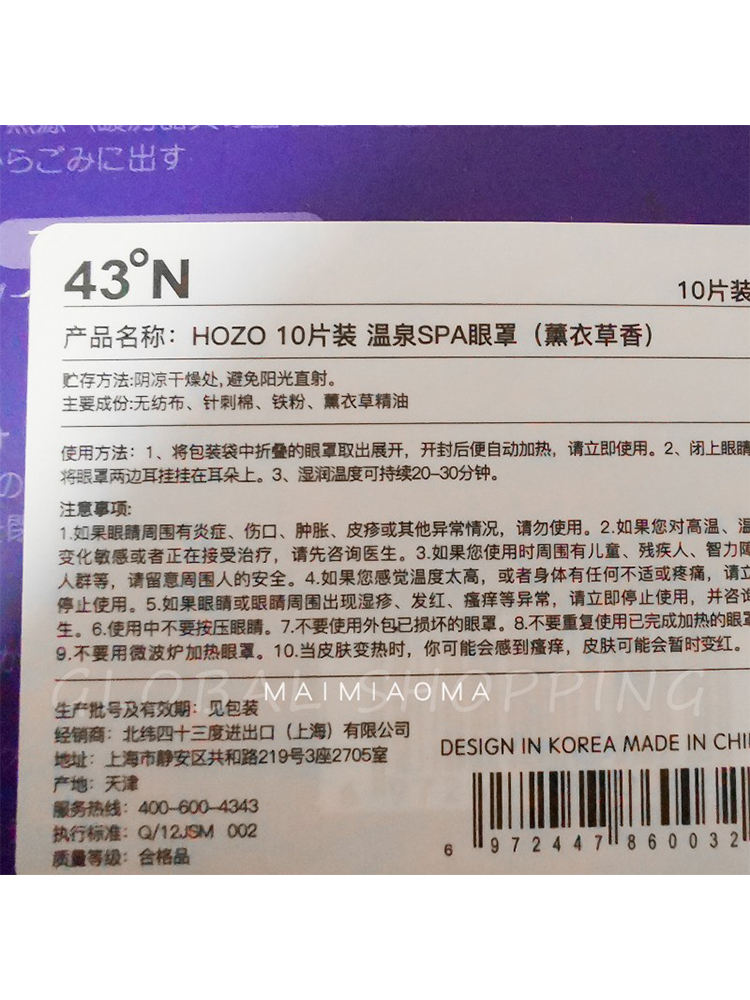 からごみに出す
43°N
10片装
产品名称：HOZO 10片装 温泉SPA眼罩（薰衣草香）
贮存方法:阴凉干燥处,避免阳光直射。
主要成份:无纺布、针刺棉、铁粉、薰衣草精油
使用方法：1、将包装袋中折叠的眼罩取出展开，开封后便自动加热，请立即使用。2、闭上眼睛
将眼罩两边耳挂挂在耳朵上。3、湿润温度可持续20-30分钟。
注意事项:
1.如果眼睛周围有炎症、伤口、肿胀、皮疹或其他异常情况，请勿使用。2.如果您对高温、温
变化敏感或者正在接受治疗，请先咨询医生。3.如果您使用时周围有儿童、残疾人、智力障
人群等，请留意周围人的安全。4.如果您感觉温度太高，或者身体有任何不适或疼痛，请立
停止使用。5.如果眼睛或眼睛周围出现湿疹、发红、瘙痒等异常，请立即停止使用，并咨询
生。6.使用中不要按压眼睛。7.不要使用外包已损坏的眼罩。8.不要重复使用已完成加热的眼罩
9.不要用微波炉加热眼罩。10.当皮肤变热时、你可能会感到瘙痒，皮肤可能会暂时变红。
GLOBAL SHOPPING
MAIMIAOMA
生产批号及有效期：见包装
经销商：北纬四十三度进出口（上海）有限公司
地址：上海市静安区共和路219号3座2705室
产地：天津
服务热线：400-600-4343
执行标准：Q/12JSM 002
质量等级：合格品
DESIGN IN KOREA MADE IN CHI
6 972447 860032